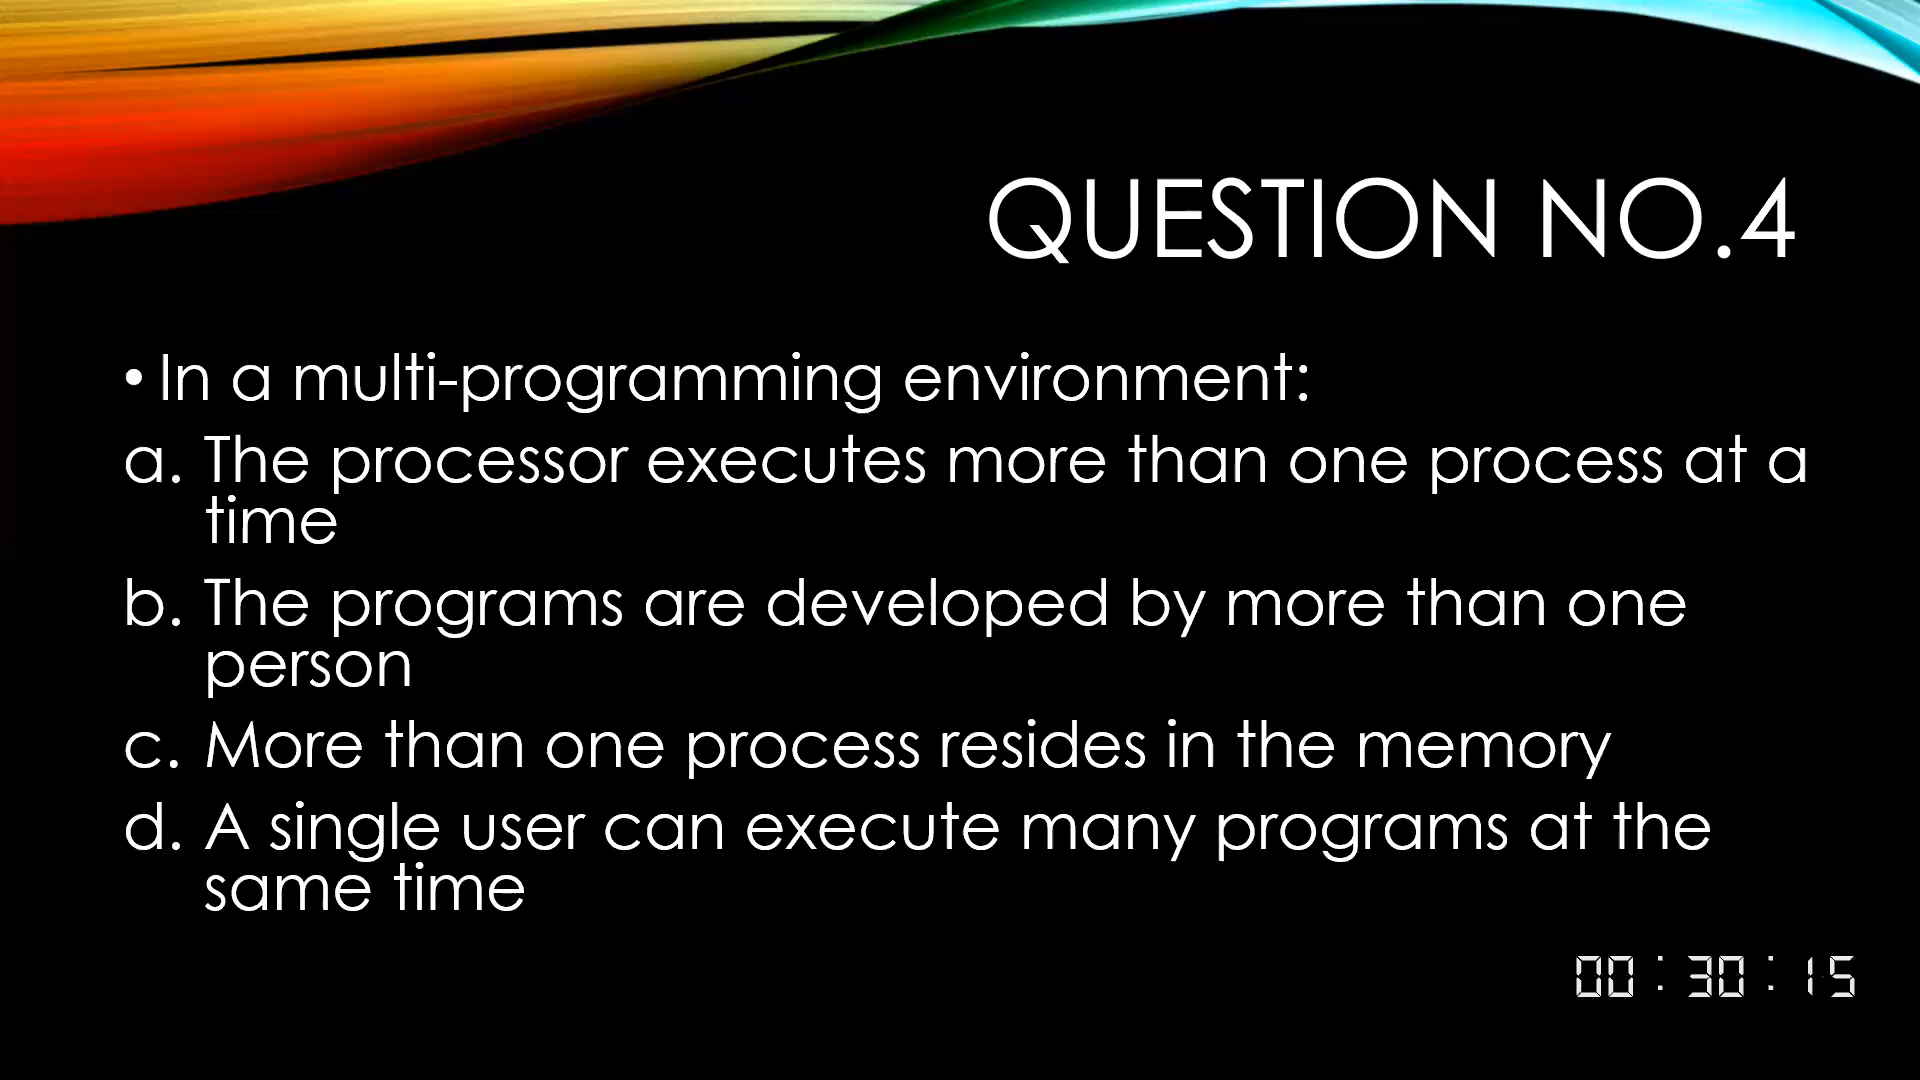 QUESTION NO.4
• In a multi-programming environment:
a. The processor executes more than one process at a
time
b. The programs are developed by more than one
person
c. More than one process resides in the memory
d. A single user can execute many programs at the
same time
00:30:15